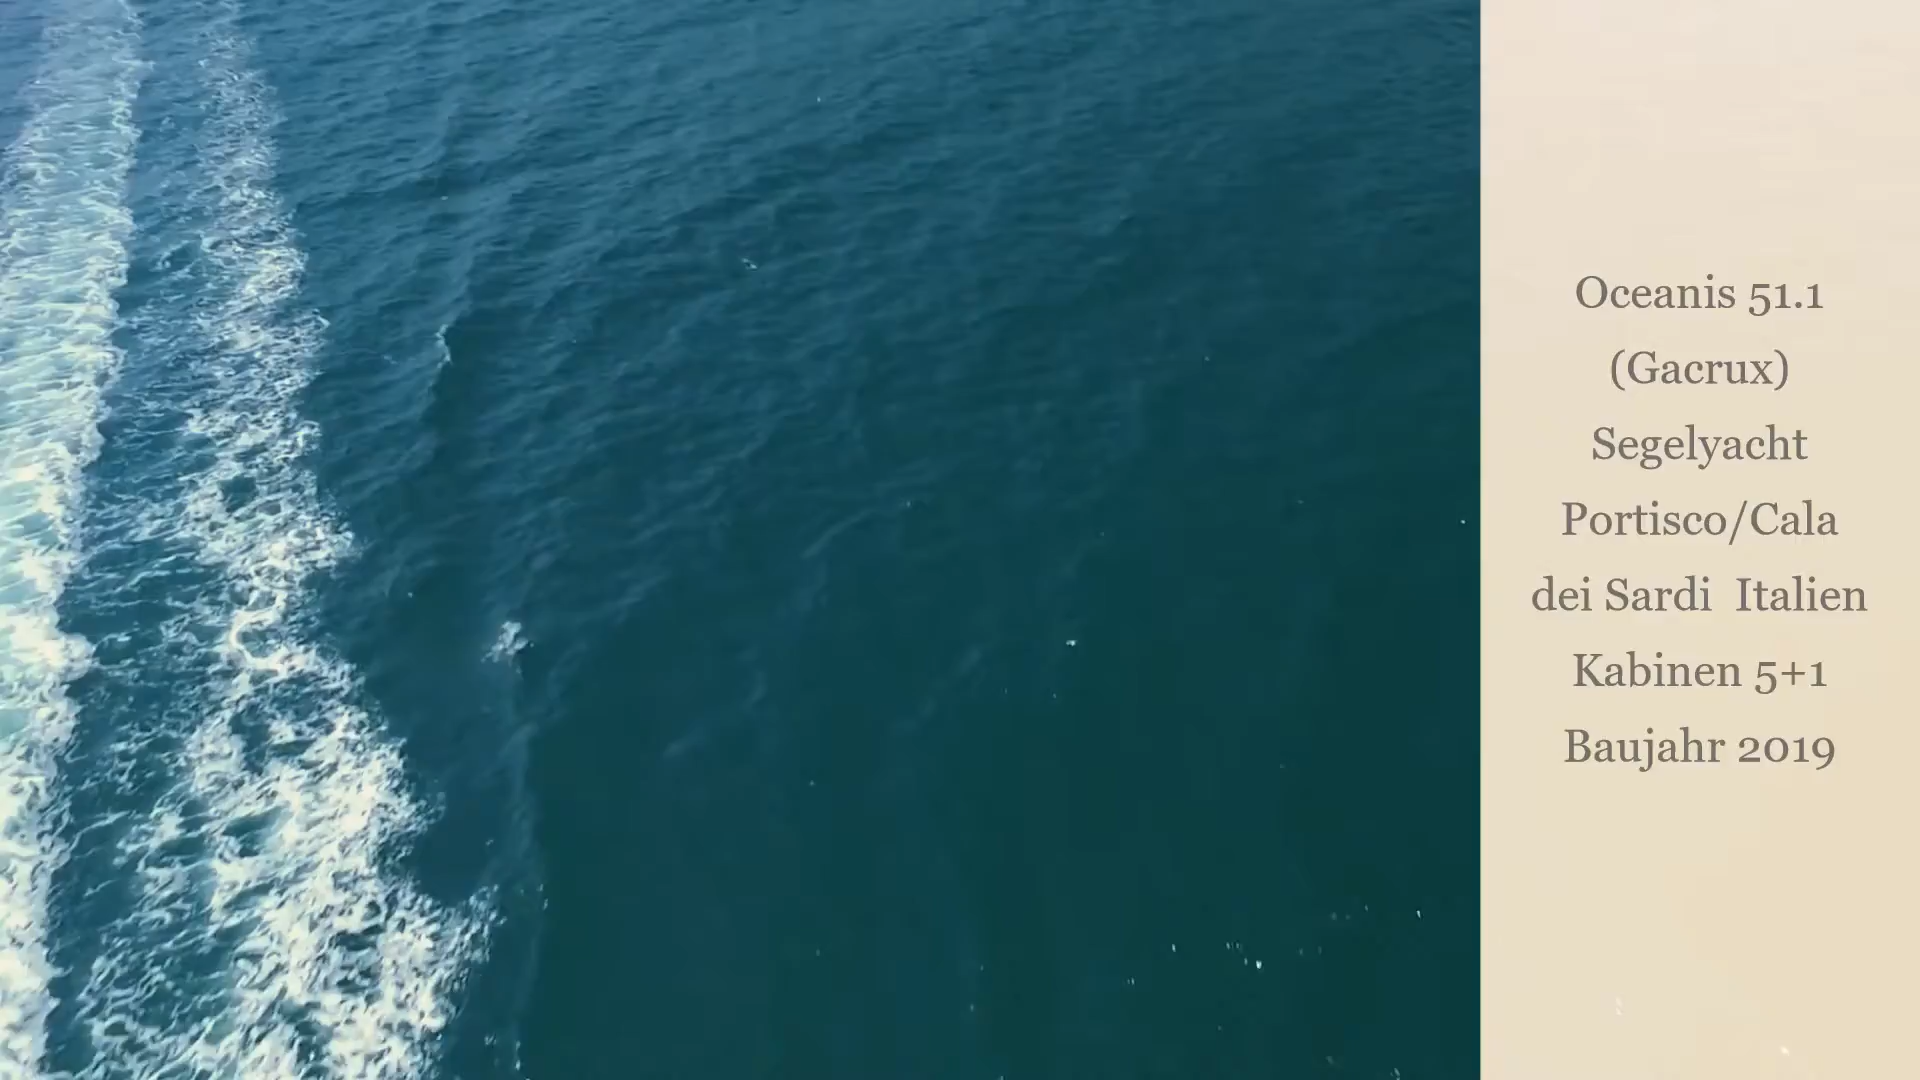 Oceanis 51.1
(Gacrux)
Segelyacht
Portisco/Cala
dei Sardi  Italien
Kabinen 5+1
Baujahr 2019